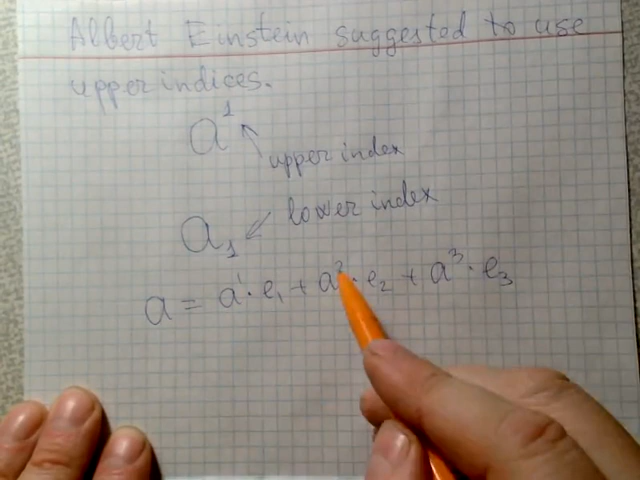 Albert Einstein suggested to use
upper indices.
a¹
upper index
lower index
a₁
a = a¹·e₁ + a²·e₂ + a³·e₃